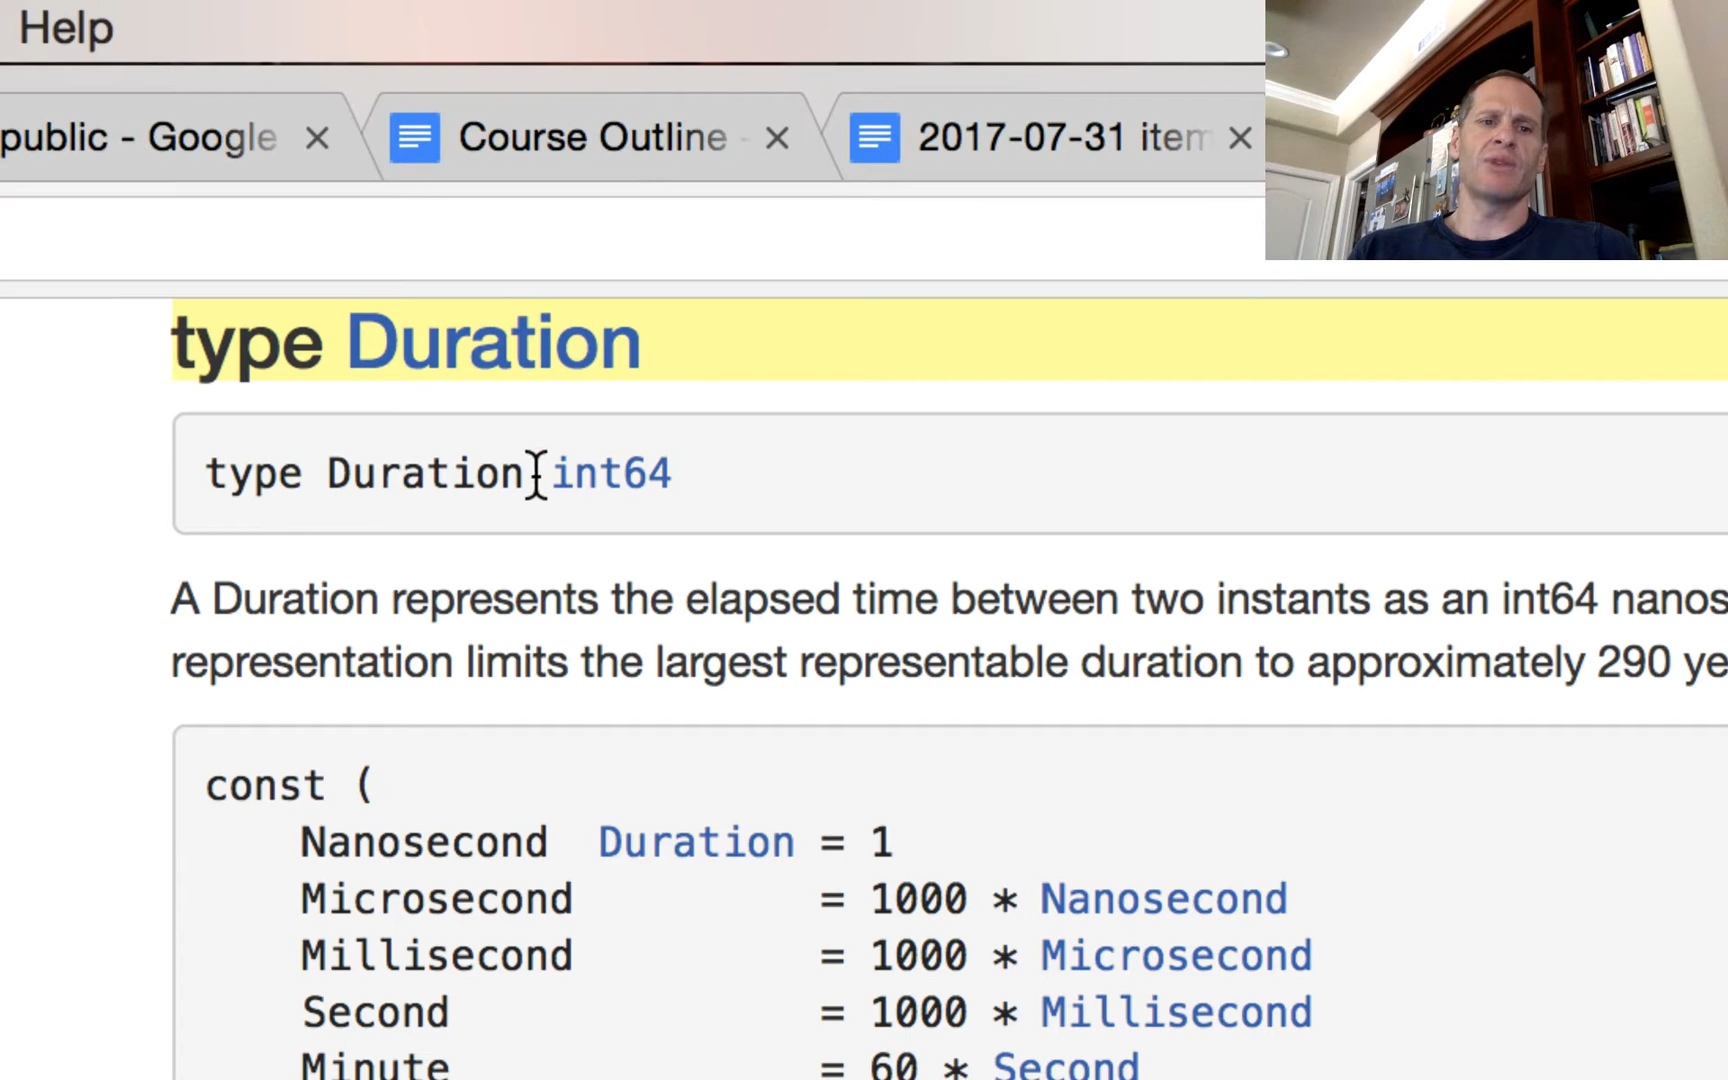 Help
public - Google
Course Outline -
2017-07-31 item
type Duration
type Duration int64
A Duration represents the elapsed time between two instants as an int64 nanos
representation limits the largest representable duration to approximately 290 ye
const (
Nanosecond Duration = 1
Microsecond = 1000 * Nanosecond
Millisecond = 1000 * Microsecond
Second = 1000 * Millisecond
Minute = 60 * Second